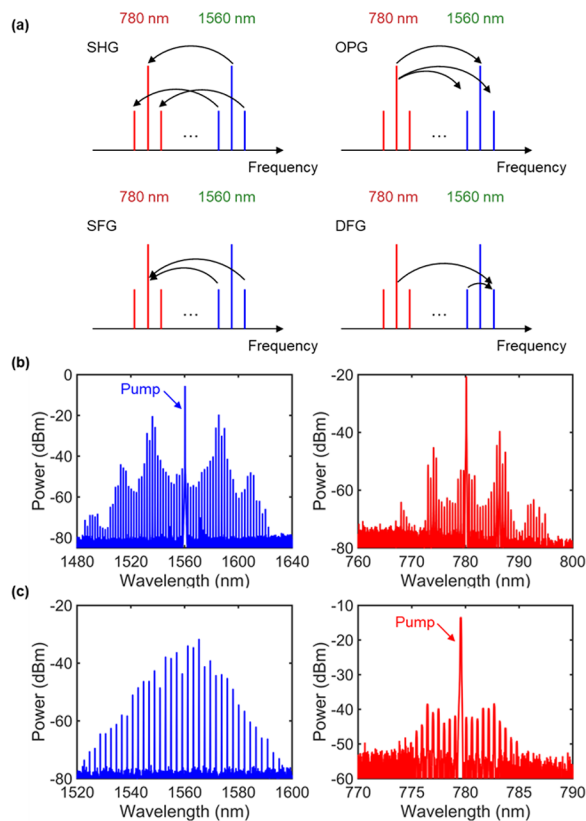 (a)
780 nm 1560 nm 780 nm 1560 nm
SHG OPG
... ...
Frequency Frequency
780 nm 1560 nm 780 nm 1560 nm
SFG DFG
... ...
Frequency Frequency
(b)
0
-20
-40
-60
-80
Power (dBm)
Pump
1480 1520 1560 1600 1640
Wavelength (nm)
-20
-40
-60
-80
Power (dBm)
760 770 780 790 800
Wavelength (nm)
(c)
-20
-40
-60
-80
Power (dBm)
1520 1540 1560 1580 1600
Wavelength (nm)
-10
-20
-30
-40
-50
-60
Power (dBm)
Pump
770 775 780 785 790
Wavelength (nm)